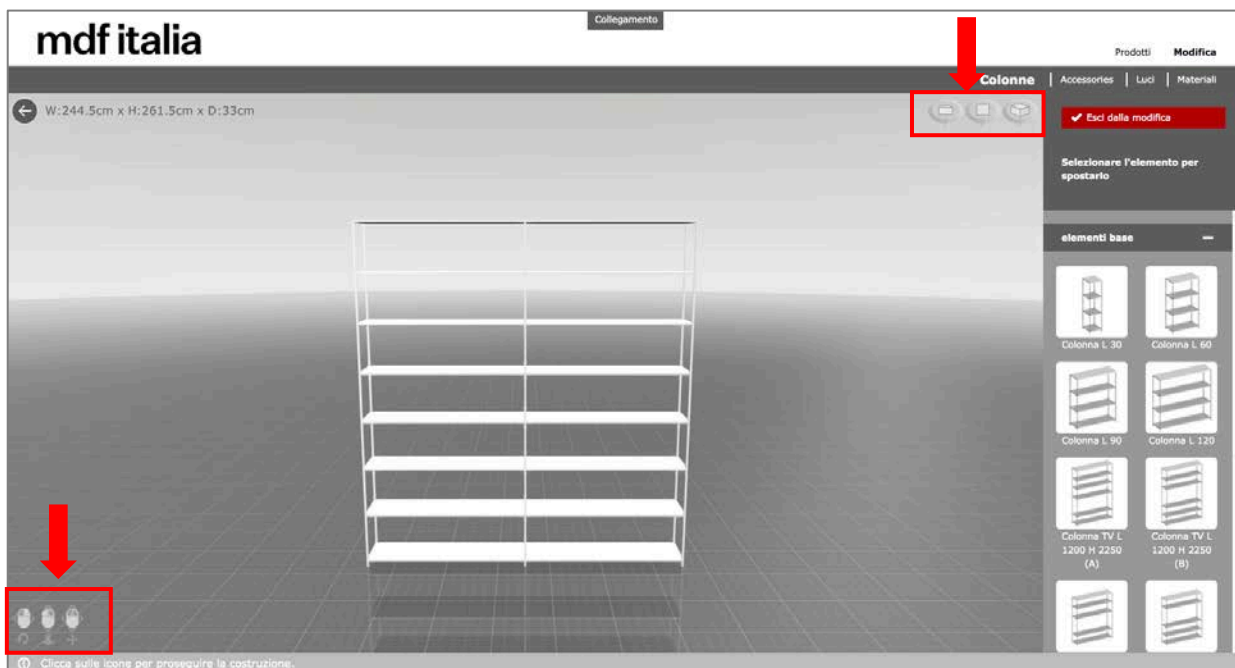 Collegamento
mdf italia
Prodotti Modifica
Colonne | Accessories | Luci | Materiali
W:244.5cm x H:261.5cm x D:33cm
Esci dalla modifica
Selezionare l'elemento per
spostarlo
elementi base
Colonna L 30 Colonna L 60
Colonna L 90 Colonna L 120
Colonna TV L Colonna TV L
1200 H 2250 1200 H 2250
(A) (B)
Clicca sulle icone per proseguire la costruzione.